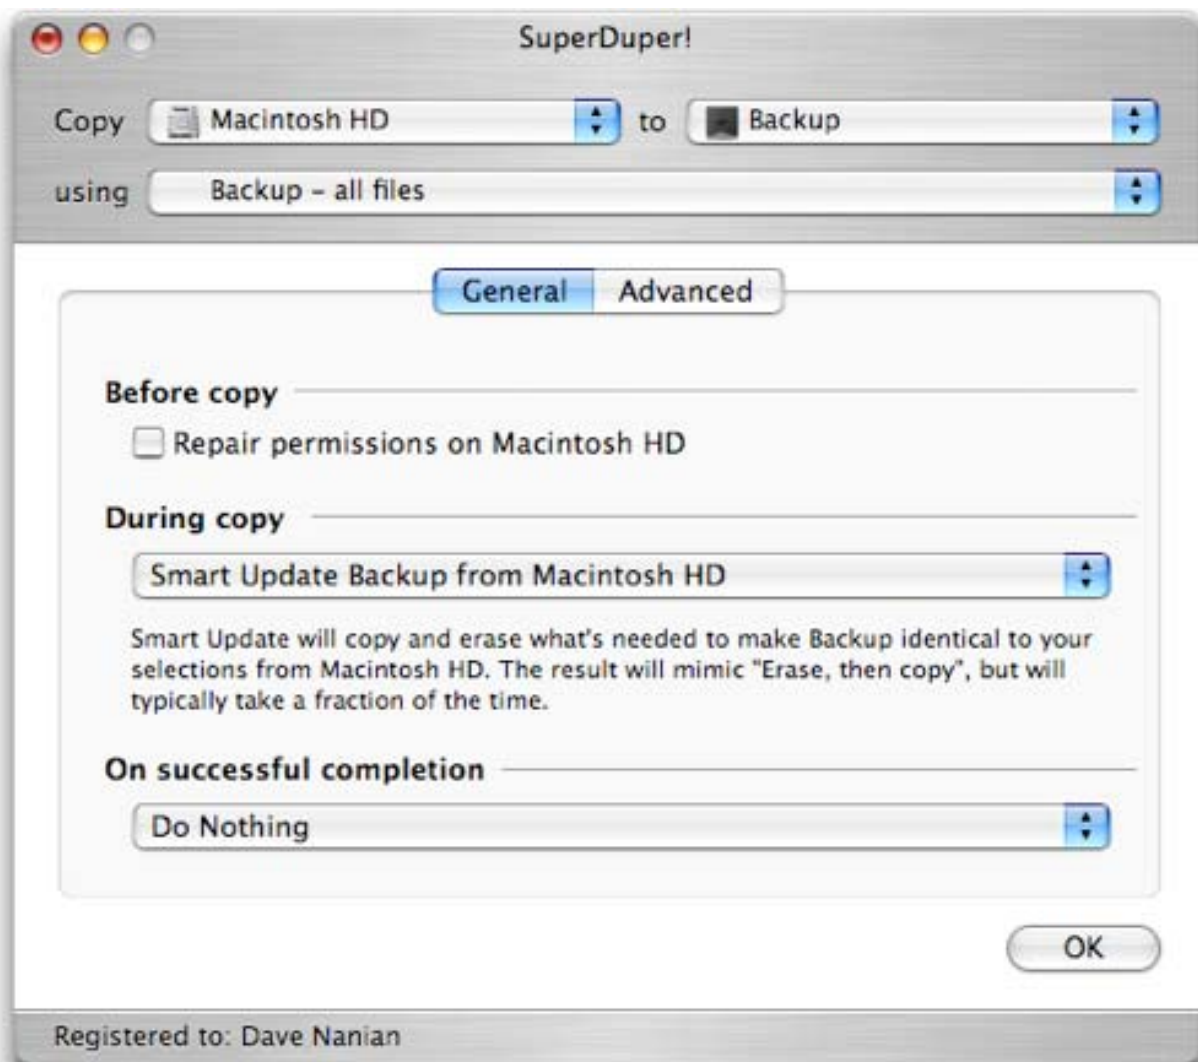 SuperDuper!
Copy Macintosh HD to Backup
using Backup – all files
General Advanced
Before copy
Repair permissions on Macintosh HD
During copy
Smart Update Backup from Macintosh HD
Smart Update will copy and erase what's needed to make Backup identical to your
selections from Macintosh HD. The result will mimic "Erase, then copy", but will
typically take a fraction of the time.
On successful completion
Do Nothing
OK
Registered to: Dave Nanian